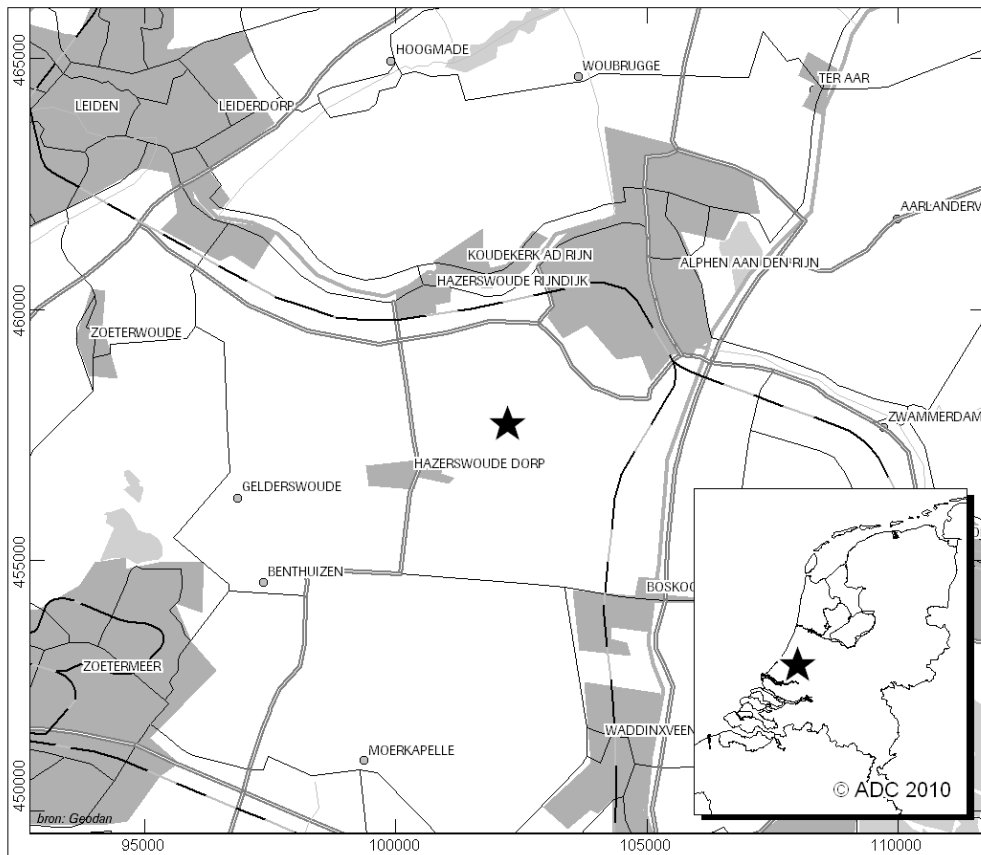 HOOGMADE
WOUBRUGGE
TER AAR
LEIDEN
LEIDERDORP
AARLANDERV
KOUDEKERK AD RIJN
ALPHEN AAN DEN RIJN
HAZERSWOUDE RIJNDIJK
ZOETERWOUDE
ZWAMMERDAM
HAZERSWOUDE DORP
GELDERSWOUDE
BENTHUIZEN
BOSKOO
ZOETERMEER
WADDINXVEEN
MOERKAPELLE
© ADC 2010
bron: Geodan
465000
460000
455000
450000
95000
100000
105000
110000